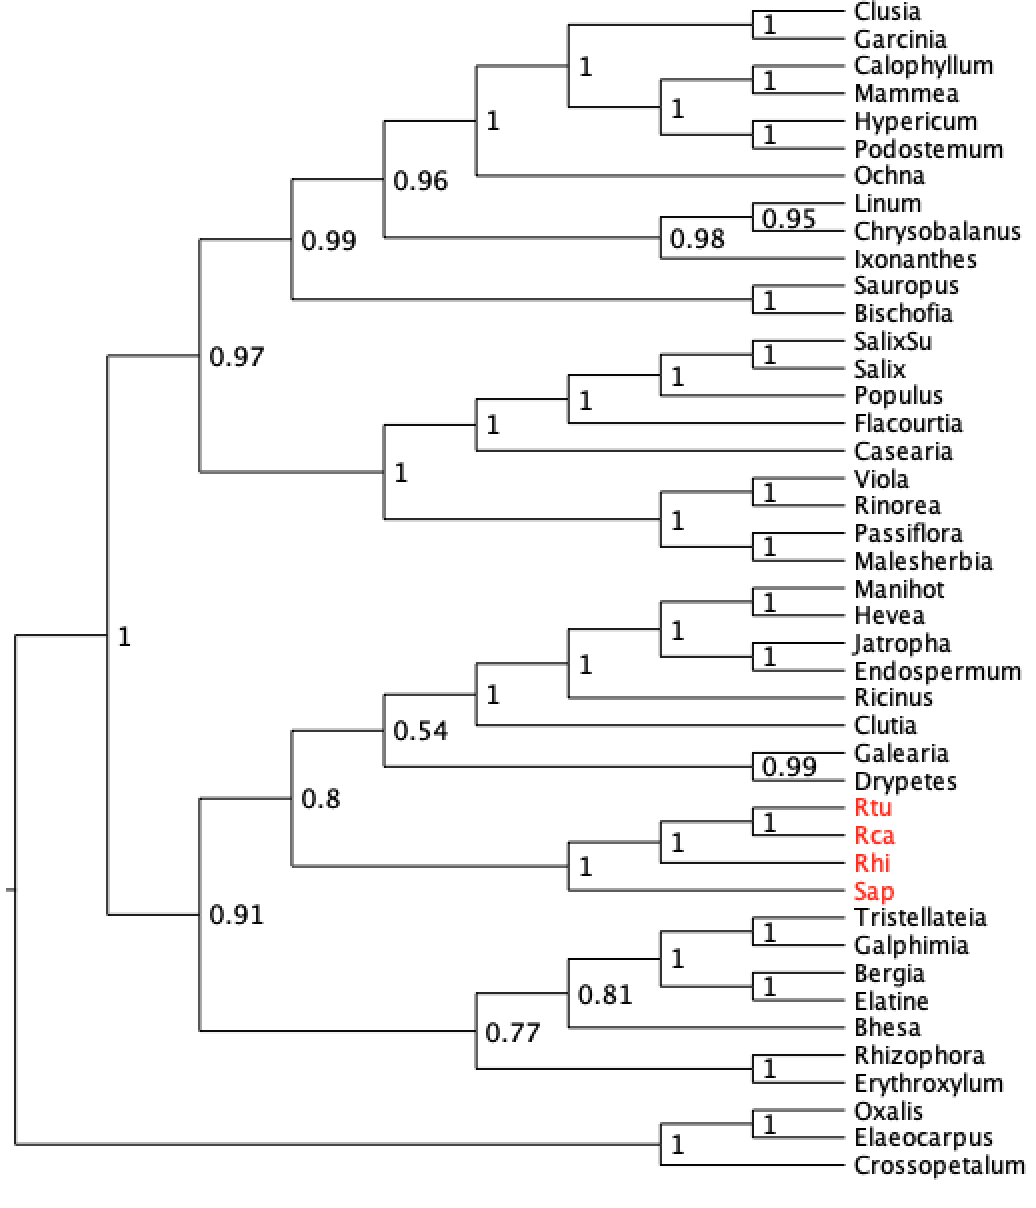 Clusia
1
Garcinia
1
Calophyllum
1
Mammea
1
1
Hypericum
1
Podostemum
0.96
Ochna
Linum
0.95
Chrysobalanus
0.99
0.98
Ixonanthes
Sauropus
1
Bischofia
SalixSu
1
0.97
Salix
1
Populus
1
Flacourtia
1
Casearia
1
Viola
1
Rinorea
1
Passiflora
1
Malesherbia
Manihot
1
Hevea
1
1
Jatropha
1
Endospermum
1
Ricinus
1
Clutia
0.54
Galearia
0.99
Drypetes
0.8
Rtu
1
Rca
1
Rhi
1
Sap
0.91
Tristellateia
1
Galphimia
1
Bergia
1
0.81
Elatine
Bhesa
0.77
Rhizophora
1
Erythroxylum
Oxalis
1
Elaeocarpus
1
Crossopetalum